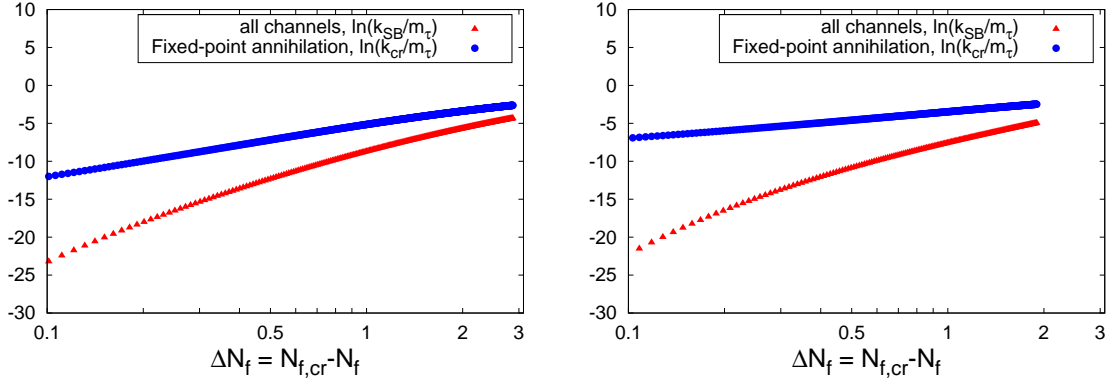 10
5
0
-5
-10
-15
-20
-25
-30
all channels, ln(k_SB/m_τ)
Fixed-point annihilation, ln(k_cr/m_τ)
0.1 0.5 1 2 3
ΔN_f = N_f,cr-N_f
10
5
0
-5
-10
-15
-20
-25
-30
all channels, ln(k_SB/m_τ)
Fixed-point annihilation, ln(k_cr/m_τ)
0.1 0.5 1 2 3
ΔN_f = N_f,cr-N_f